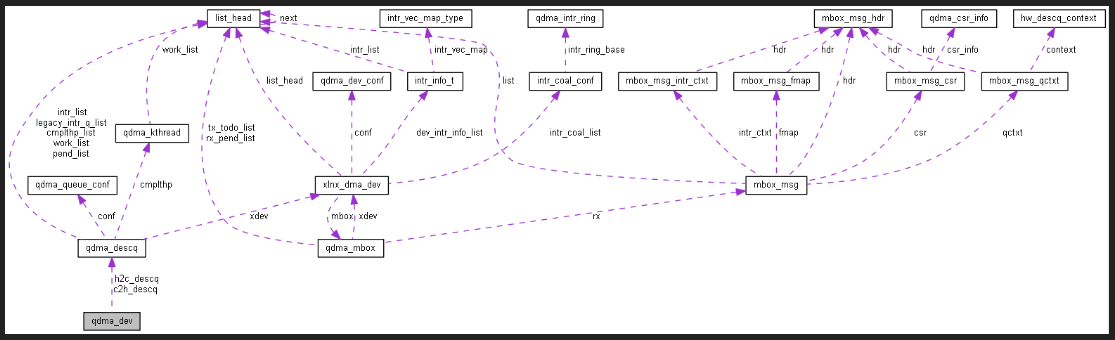 list_head
next
intr_vec_map_type
qdma_intr_ring
mbox_msg_hdr
qdma_csr_info
hw_descq_context
work_list
intr_list
intr_vec_map
intr_ring_base
hdr
hdr
hdr
hdr
csr_info
context
list_head
qdma_dev_conf
intr_info_t
intr_coal_conf
list
mbox_msg_intr_ctxt
mbox_msg_fmap
hdr
mbox_msg_csr
mbox_msg_qctxt
intr_list
legacy_intr_q_list
cmplthp_list
work_list
pend_list
qdma_kthread
tx_todo_list
rx_pend_list
conf
dev_intr_info_list
intr_coal_list
intr_ctxt
fmap
csr
qctxt
qdma_queue_conf
cmplthp
xlnx_dma_dev
mbox_msg
conf
xdev
mbox
xdev
rx
qdma_descq
qdma_mbox
h2c_descq
c2h_descq
qdma_dev